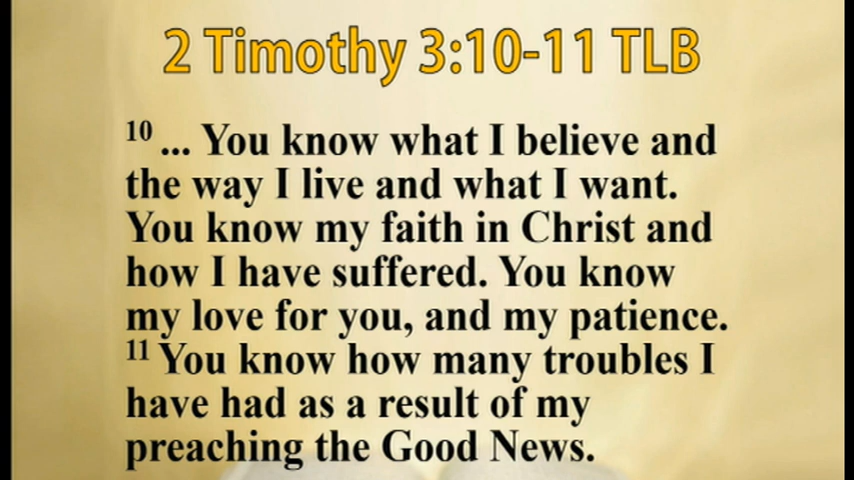 2 Timothy 3:10-11 TLB
10 ... You know what I believe and
the way I live and what I want.
You know my faith in Christ and
how I have suffered. You know
my love for you, and my patience.
11 You know how many troubles I
have had as a result of my
preaching the Good News.